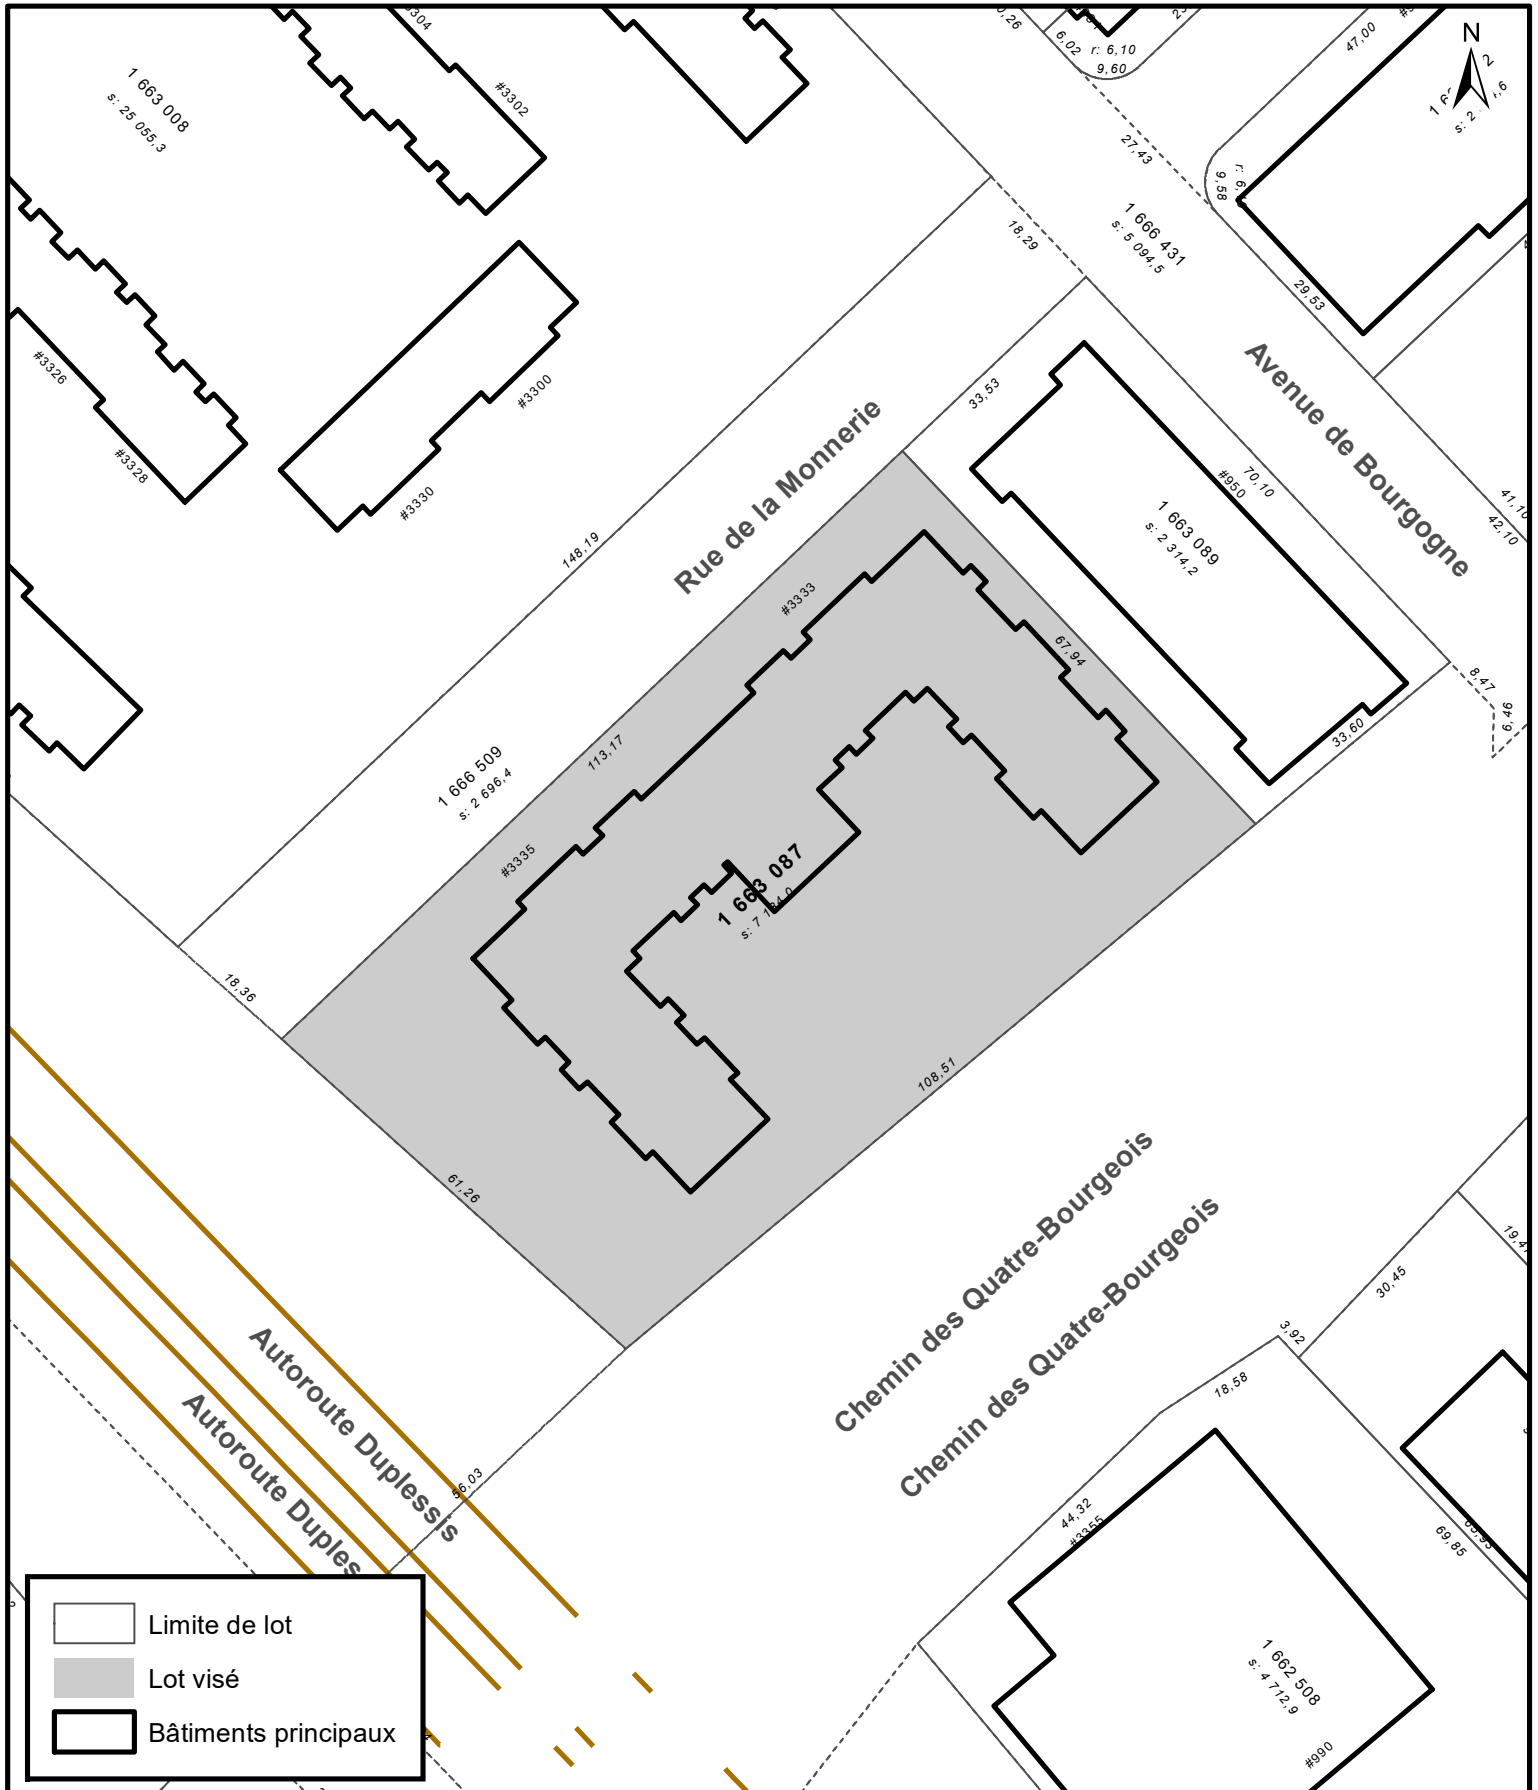 #3302
1 663 008
s: 25 055,3
6,02
r: 6,10
9,60
47,00
N
27,43
9,58
18,29
1 666 431
s: 5 094,5
29,53
#3326
#3328
#3300
#3330
33,53
Avenue de Bourgogne
Rue de la Monnerie
148,19
#950
70,10
1 663 089
s: 2 314,2
41,10
42,10
#3333
67,94
8,47
6,46
33,60
113,17
1 666 509
s: 2 696,4
#3335
1 663 087
18,36
108,51
61,26
Chemin des Quatre-Bourgeois
Chemin des Quatre-Bourgeois
30,45
3,92
18,58
Autoroute Duplessis
Autoroute Duples
56,03
44,32
#3355
69,85
1 662 508
s: 4 712,9
#990
Limite de lot
Lot visé
Bâtiments principaux